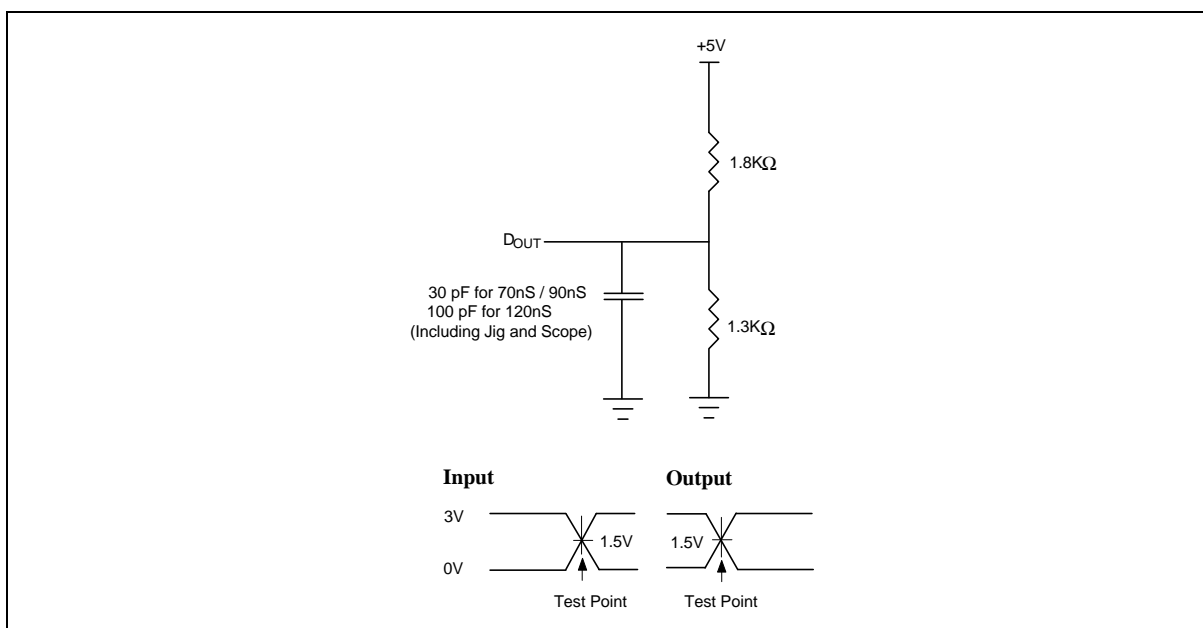 +5V
1.8KΩ
DOUT
30 pF for 70nS / 90nS
100 pF for 120nS
(Including Jig and Scope)
1.3KΩ
Input
Output
3V
1.5V
1.5V
0V
Test Point
Test Point